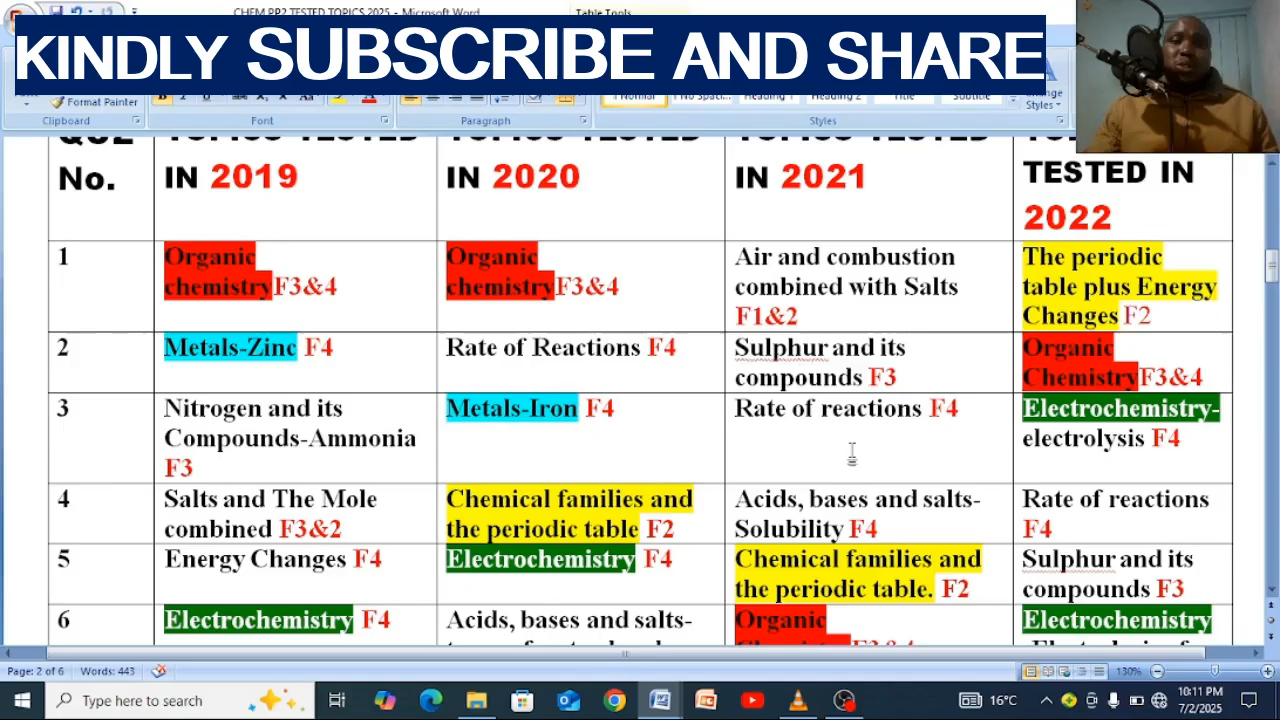 CHEM PP2 TESTED TOPICS 2025 - Microsoft Word
Table Tools
KINDLY SUBSCRIBE AND SHARE
Format Painter
Change
Styles
Clipboard
Font
Paragraph
Styles
No.
IN 2019
IN 2020
IN 2021
TESTED IN
2022
1
Organic
chemistry F3&4
Organic
chemistry F3&4
Air and combustion
combined with Salts
F1&2
The periodic
table plus Energy
Changes F2
2
Metals-Zinc F4
Rate of Reactions F4
Sulphur and its
compounds F3
Organic
Chemistry F3&4
3
Nitrogen and its
Compounds-Ammonia
F3
Metals-Iron F4
Rate of reactions F4
Electrochemistry-
electrolysis F4
4
Salts and The Mole
combined F3&2
Chemical families and
the periodic table F2
Acids, bases and salts-
Solubility F4
Rate of reactions
F4
5
Energy Changes F4
Electrochemistry F4
Chemical families and
the periodic table. F2
Sulphur and its
compounds F3
6
Electrochemistry F4
Acids, bases and salts-
Organic
Electrochemistry
Page: 2 of 6
Words: 443
130%
Type here to search
16°C
10:11 PM
7/2/2025